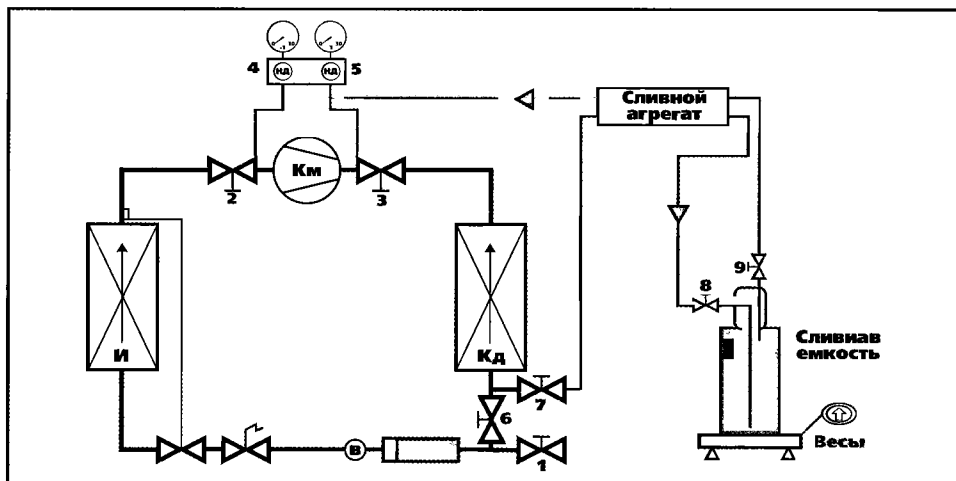 4
НД
НД
5
Сливной
агрегат
Км
2
3
9
8
И
Кд
Сливиав
емкость
7
6
В
1
Весы